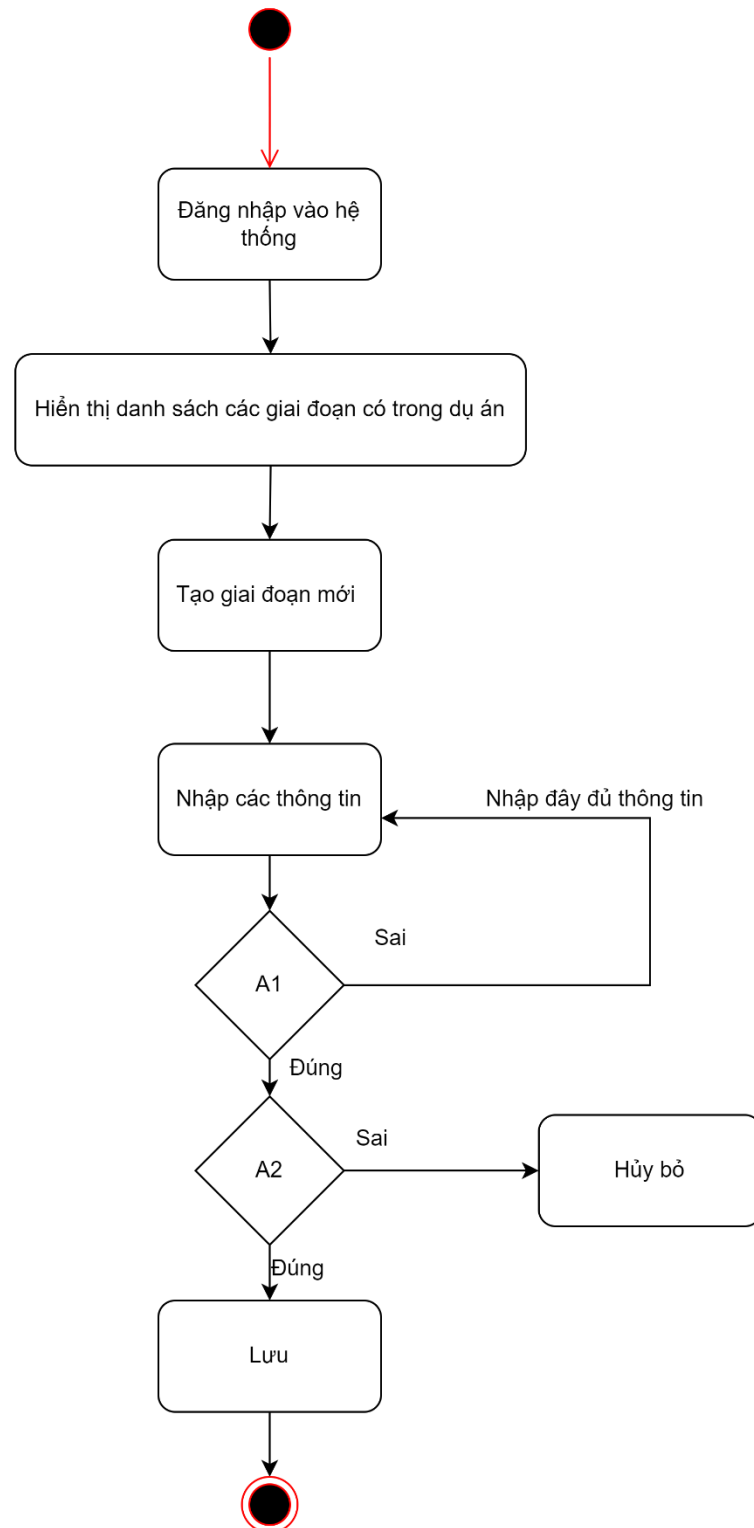 Đăng nhập vào hệ
thống
Hiển thị danh sách các giai đoạn có trong dự án
Tạo giai đoạn mới
Nhập các thông tin
Nhập đây đủ thông tin
Sai
A1
Đúng
Sai
A2
Hủy bỏ
Đúng
Lưu